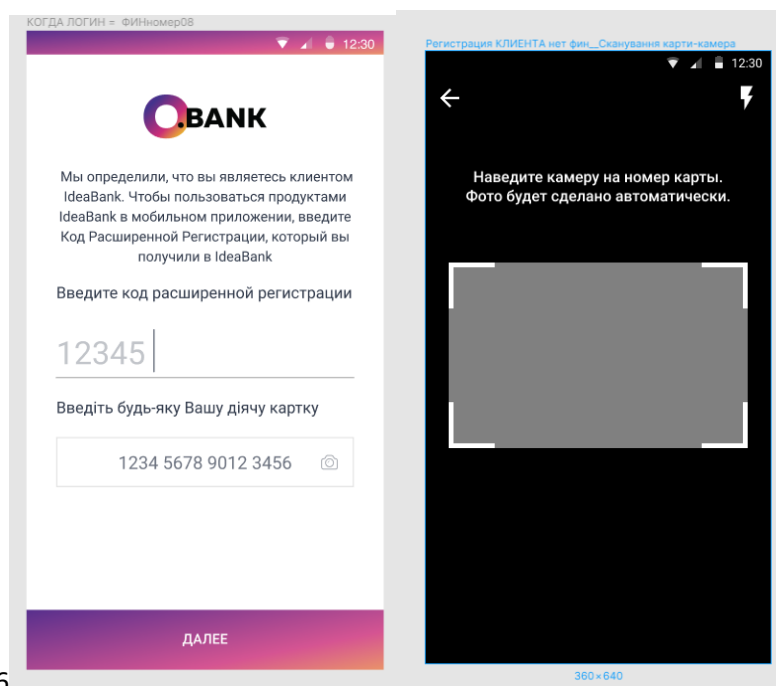 КОГДА ЛОГИН = ФИНномер08
12:30
O.BANK
Мы определили, что вы являетесь клиентом
IdeaBank. Чтобы пользоваться продуктами
IdeaBank в мобильном приложении, введите
Код Расширенной Регистрации, который вы
получили в IdeaBank
Введите код расширенной регистрации
12345
Введіть будь-яку Вашу діячу картку
1234 5678 9012 3456
ДАЛЕЕ
Регистрация КЛИЕНТА нет фин__Сканування карти-камера
12:30
Наведите камеру на номер карты.
Фото будет сделано автоматически.
360 × 640